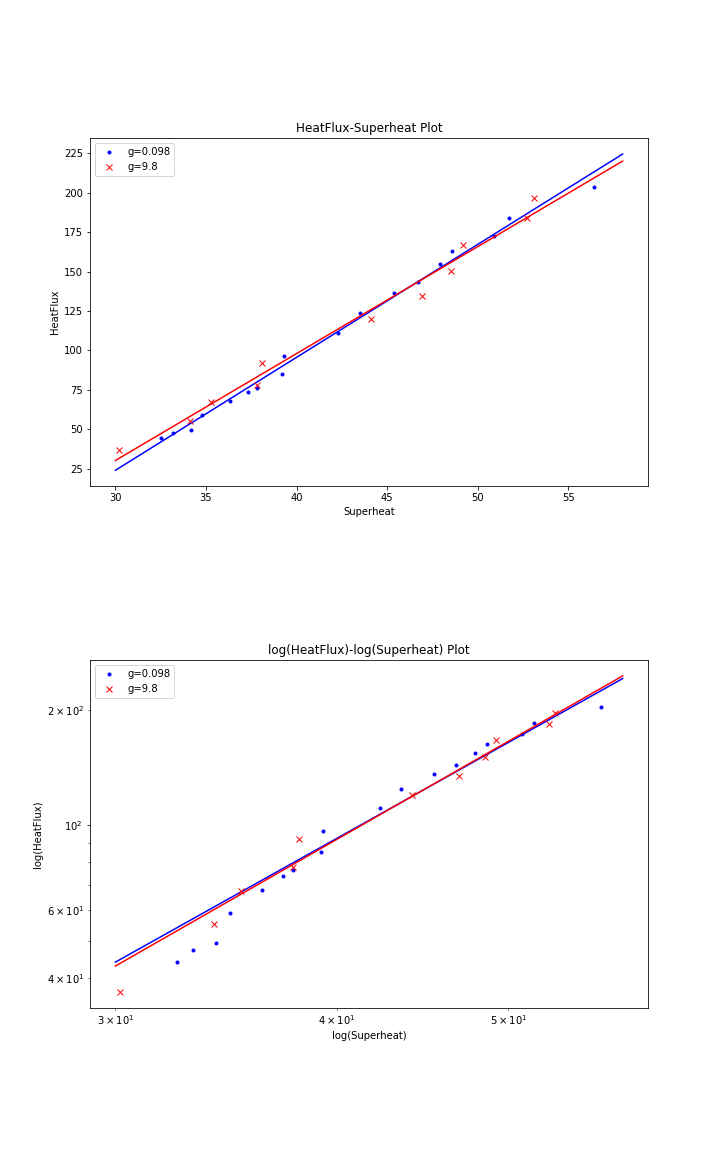 HeatFlux-Superheat Plot
g=0.098
g=9.8
225
200
175
150
125
100
75
50
25
HeatFlux
30 35 40 45 50 55
Superheat
log(HeatFlux)-log(Superheat) Plot
g=0.098
g=9.8
2 × 10²
10²
6 × 10¹
4 × 10¹
log(HeatFlux)
3 × 10¹ 4 × 10¹ 5 × 10¹
log(Superheat)